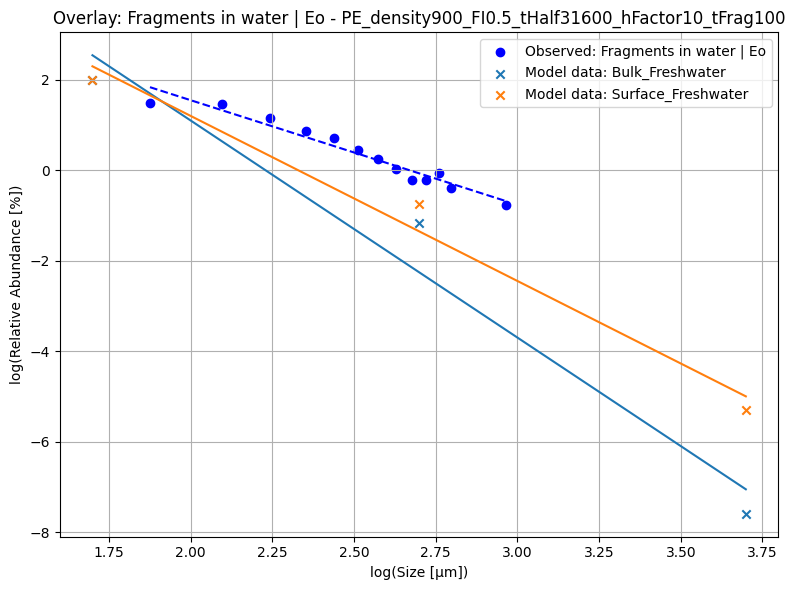 Overlay: Fragments in water | Eo - PE_density900_FI0.5_tHalf31600_hFactor10_tFrag100
Observed: Fragments in water | Eo
Model data: Bulk_Freshwater
Model data: Surface_Freshwater
log(Relative Abundance [%])
2
0
−2
−4
−6
−8
1.75
2.00
2.25
2.50
2.75
3.00
3.25
3.50
3.75
log(Size [µm])